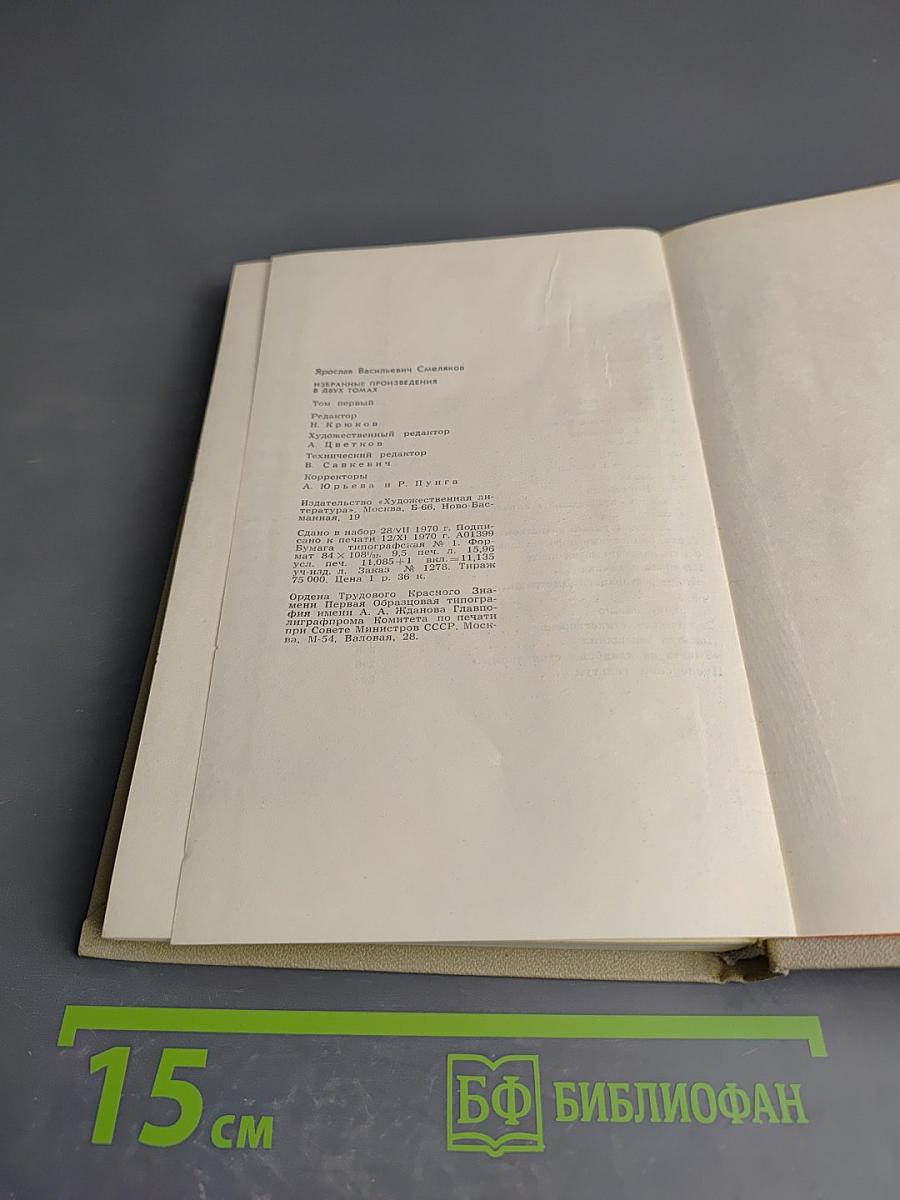 Ярослав Васильевич Смеляков
ИЗБРАННЫЕ ПРОИЗВЕДЕНИЯ
В ДВУХ ТОМАХ
Том первый
Редактор
Н. Крюков
Художественный редактор
А. Цветков
Технический редактор
В. Савкевич
Корректоры
А. Юрьева и Р. Пунга
Издательство «Художественная ли-
тература», Москва, Б-66, Ново-Бас-
манная, 19
Сдано в набор 28/VII 1970 г. Подпи-
сано к печати 12/XI 1970 г. А01399
Бумага типографская № 1. Фор-
мат 84×108¹/₃₂. 9,5 печ. л. 15,96
усл. печ. 11,085+1 вкл.=11,135
уч-изд. л. Заказ № 1278. Тираж
75 000. Цена 1 р. 36 к.
Ордена Трудового Красного Зна-
мени Первая Образцовая типогра-
фия имени А. А. Жданова Главпо-
лиграфпрома Комитета по печати
при Совете Министров СССР, Моск-
ва, М-54, Валовая, 28.
15 см
БФ БИБЛИОФАН